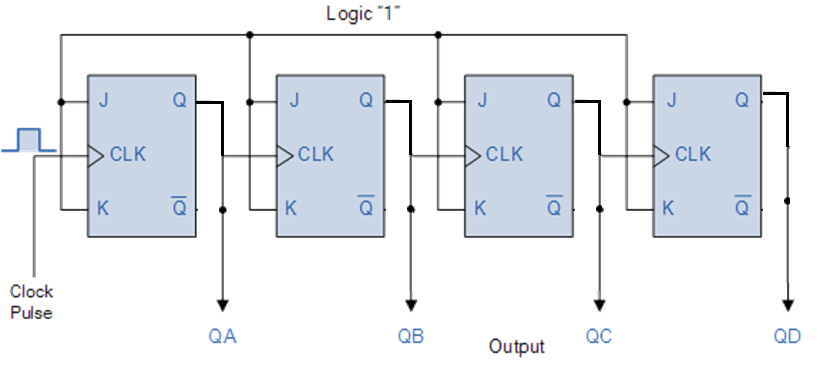 Logic "1"
J Q J Q J Q J Q
CLK CLK CLK CLK
K Q̅ K Q̅ K Q̅ K Q̅
Clock
Pulse
QA QB QC QD
Output